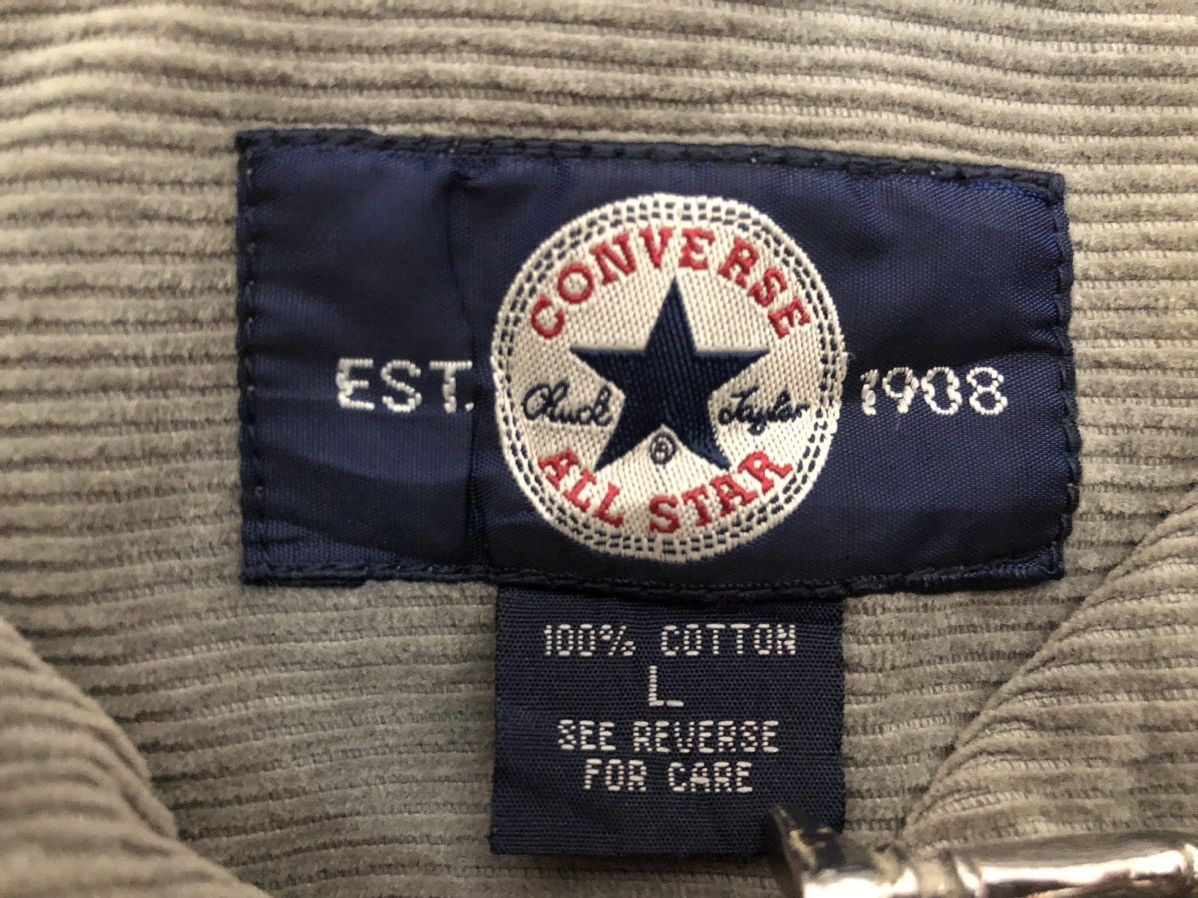 CONVERSE
EST. Chuck Taylor 1908
®
ALL STAR
100% COTTON
L
SEE REVERSE
FOR CARE